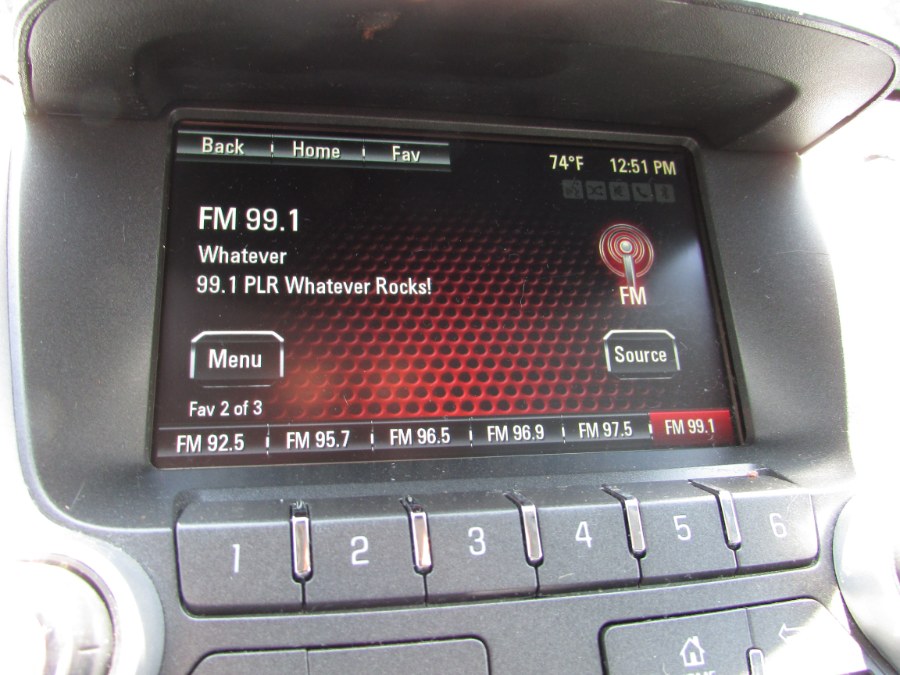 Back Home Fav
74°F 12:51 PM
FM 99.1
Whatever
99.1 PLR Whatever Rocks!
FM
Menu
Source
Fav 2 of 3
FM 92.5 FM 95.7 FM 96.5 FM 96.9 FM 97.5 FM 99.1
1 2 3 4 5 6